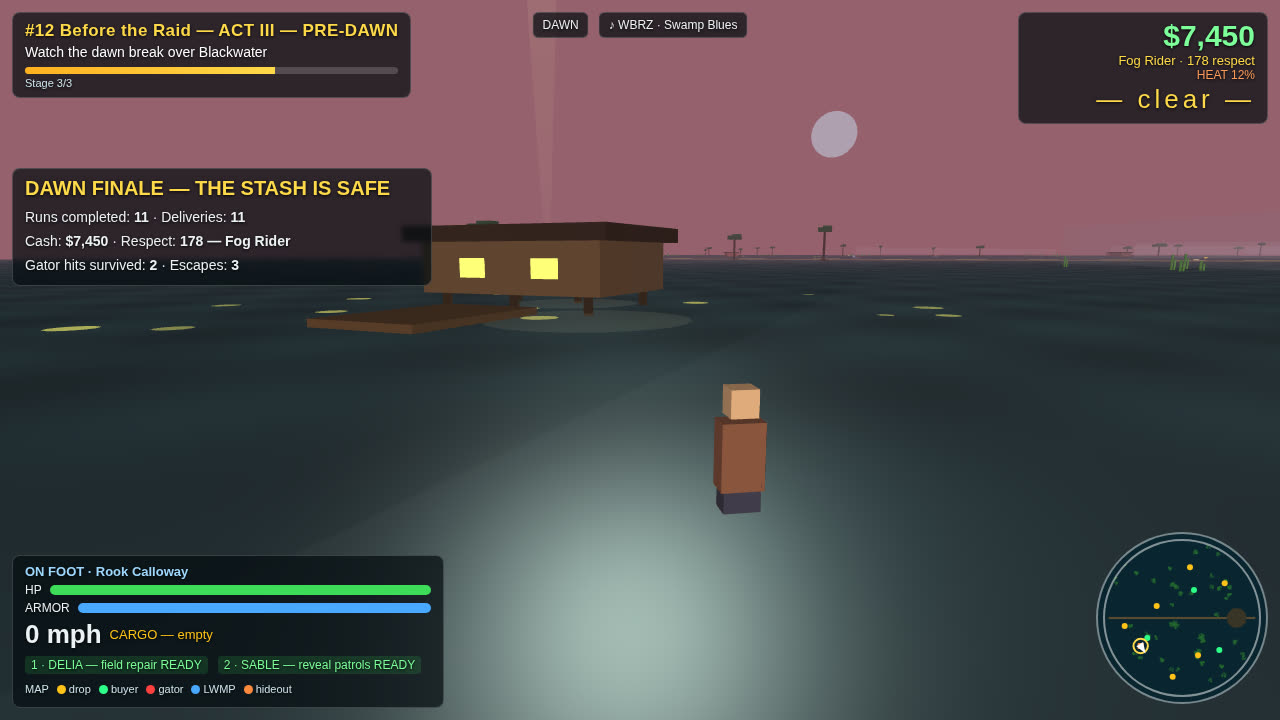 #12 Before the Raid — ACT III — PRE-DAWN
Watch the dawn break over Blackwater
Stage 3/3
DAWN
♪ WBRZ · Swamp Blues
$7,450
Fog Rider · 178 respect
HEAT 12%
— clear —
DAWN FINALE — THE STASH IS SAFE
Runs completed: 11 · Deliveries: 11
Cash: $7,450 · Respect: 178 — Fog Rider
Gator hits survived: 2 · Escapes: 3
ON FOOT · Rook Calloway
HP
ARMOR
0 mph CARGO — empty
1 · DELIA — field repair READY 2 · SABLE — reveal patrols READY
MAP drop buyer gator LWMP hideout